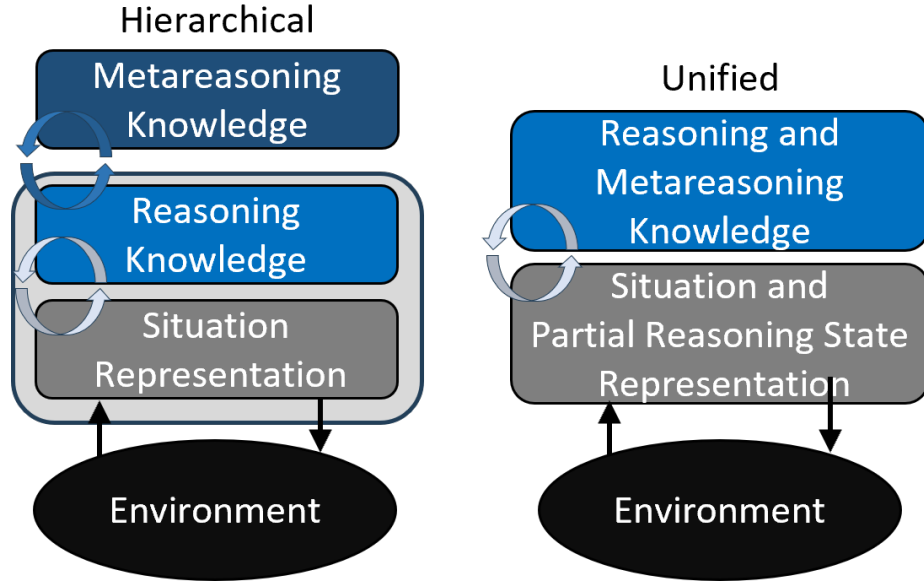 Hierarchical
Metareasoning
Knowledge
Reasoning
Knowledge
Situation
Representation
Environment
Unified
Reasoning and
Metareasoning
Knowledge
Situation and
Partial Reasoning State
Representation
Environment